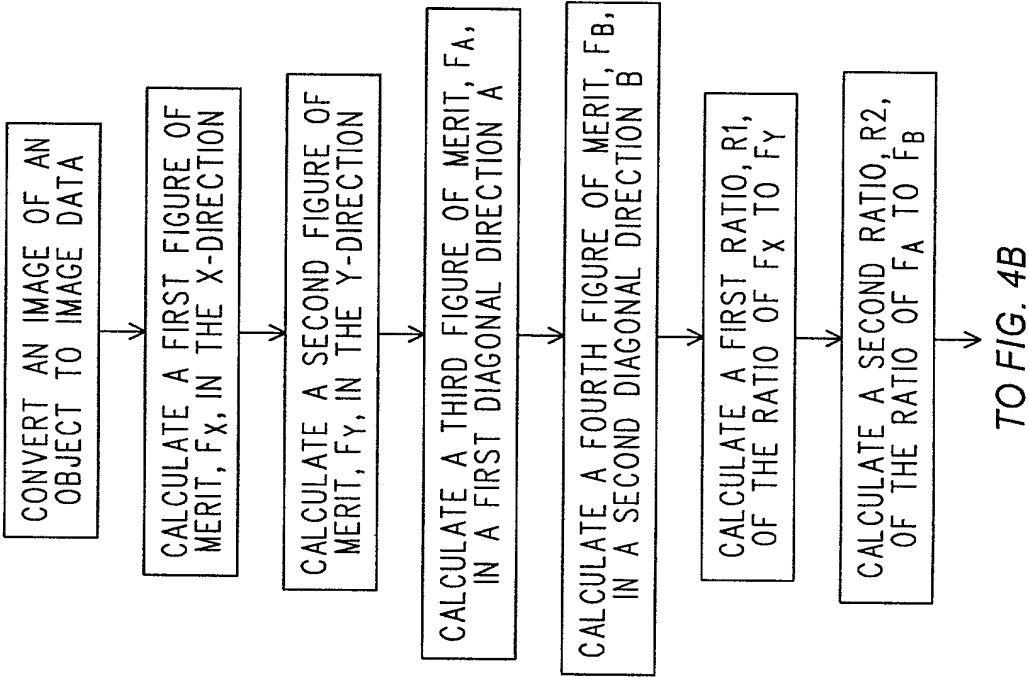 CONVERT AN IMAGE OF AN
OBJECT TO IMAGE DATA
CALCULATE A FIRST FIGURE OF
MERIT, FX, IN THE X-DIRECTION
CALCULATE A SECOND FIGURE OF
MERIT, FY, IN THE Y-DIRECTION
CALCULATE A THIRD FIGURE OF MERIT, FA,
IN A FIRST DIAGONAL DIRECTION A
CALCULATE A FOURTH FIGURE OF MERIT, FB,
IN A SECOND DIAGONAL DIRECTION B
CALCULATE A FIRST RATIO, R1,
OF THE RATIO OF FX TO FY
CALCULATE A SECOND RATIO, R2,
OF THE RATIO OF FA TO FB
TO FIG. 4B